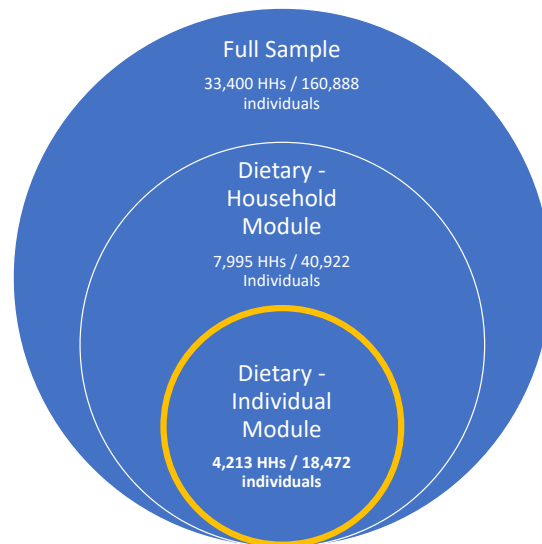 Full Sample
33,400 HHs / 160,888
individuals
Dietary -
Household
Module
7,995 HHs / 40,922
Individuals
Dietary -
Individual
Module
4,213 HHs / 18,472
individuals